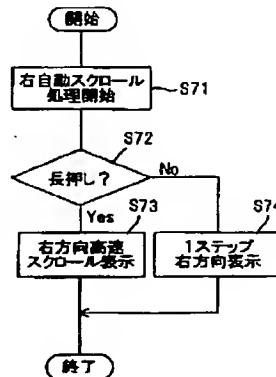 開始
右自動スクロール
処理開始
S71
S72
長押し？
No
Yes
S73
S74
右方向高速
スクロール表示
1ステップ
右方向表示
終了